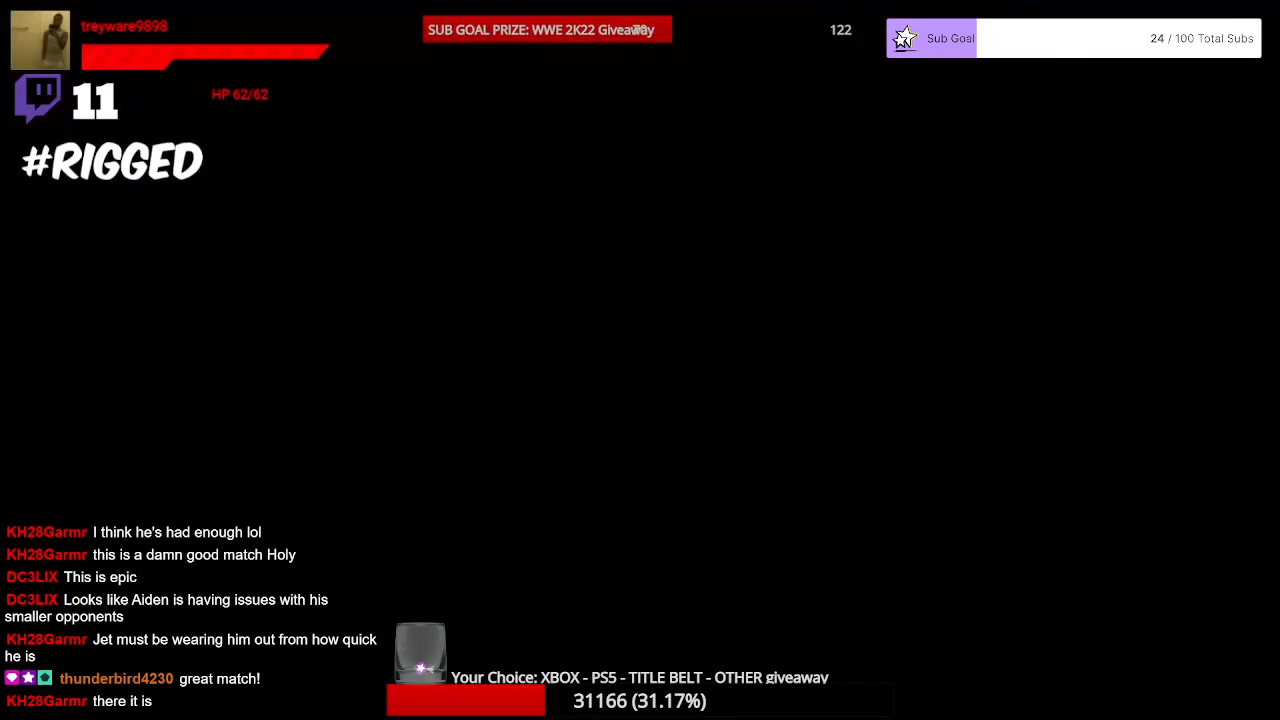 treyware9898
SUB GOAL PRIZE: WWE 2K22 Giveaway
122
Sub Goal
24 / 100 Total Subs
11
HP 62/62
#RIGGED
KH28Garmr I think he's had enough lol
KH28Garmr this is a damn good match Holy
DC3LIX This is epic
DC3LIX Looks like Aiden is having issues with his
smaller opponents
KH28Garmr Jet must be wearing him out from how quick
he is
thunderbird4230 great match!
KH28Garmr there it is
Your Choice: XBOX - PS5 - TITLE BELT - OTHER giveaway
31166 (31.17%)